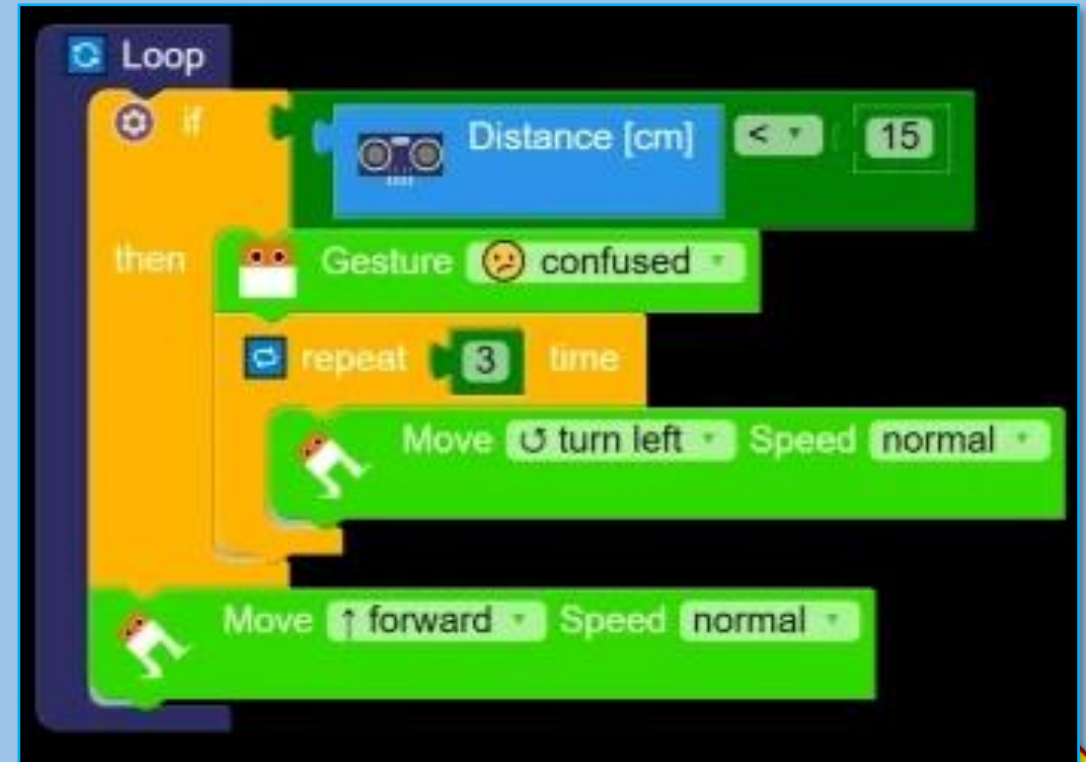 Loop
if Distance [cm] < 15
then Gesture confused
repeat 3 time
Move ↺ turn left Speed normal
Move ↑ forward Speed normal